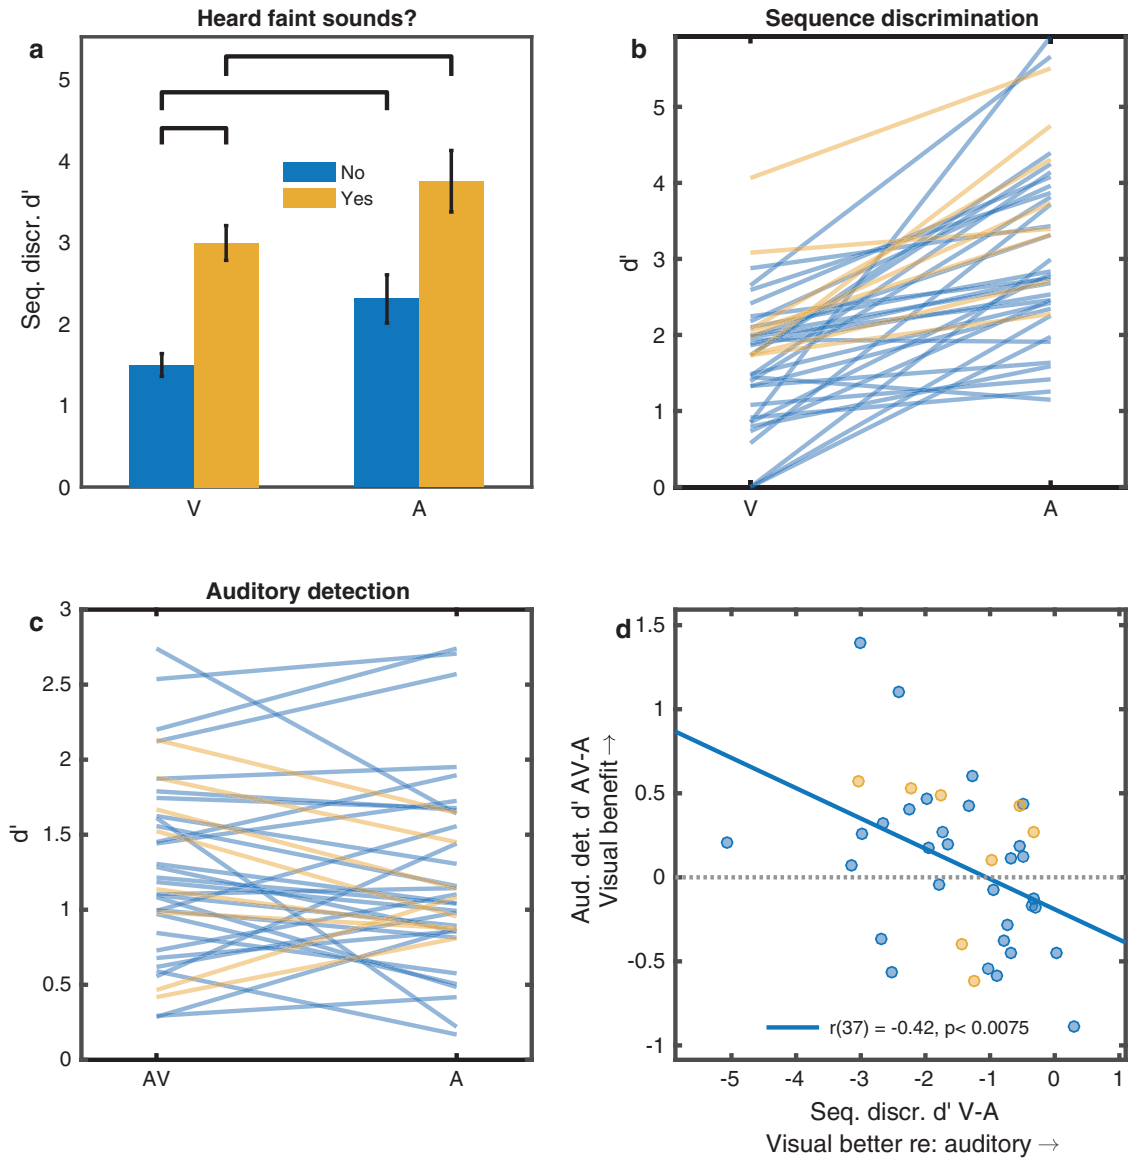 Heard faint sounds?
a
5
4
3
2
1
0
Seq. discr. d'
No
Yes
V
A
Sequence discrimination
b
5
4
3
2
1
0
d'
V
A
Auditory detection
c
3
2.5
2
1.5
1
0.5
0
d'
AV
A
d
1.5
1
0.5
0
-0.5
-1
Aud. det. d' AV-A
Visual benefit →
r(37) = -0.42, p< 0.0075
-5 -4 -3 -2 -1 0 1
Seq. discr. d' V-A
Visual better re: auditory →